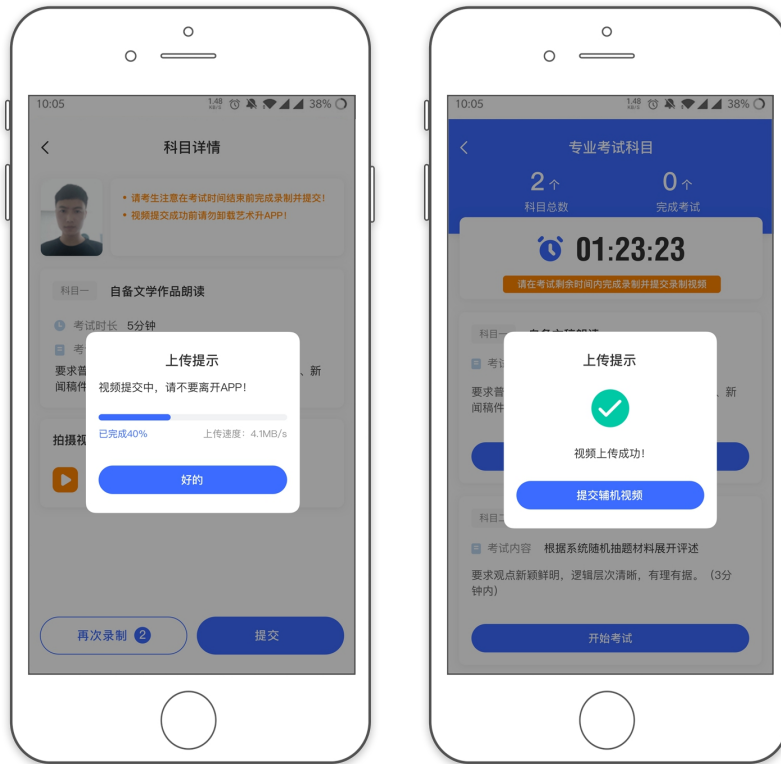 10:05
1.48
38%
科目详情
• 请考生注意在考试时间结束前完成录制并提交!
• 视频提交成功前请勿卸载艺术升APP!
科目一 自备文学作品朗读
考试时长 5分钟
考
要求普
、新
闻稿件
上传提示
视频提交中，请不要离开APP!
已完成40% 上传速度：4.1MB/s
好的
拍摄视
再次录制 2
提交
10:05
1.48
38%
专业考试科目
2个
0个
科目总数
完成考试
01:23:23
请在考试剩余时间内完成录制并提交录制视频
科目一
考试
要求普
、新
闻稿件
上传提示
视频上传成功!
提交辅机视频
科目二
考试内容 根据系统随机抽题材料展开评述
要求观点新颖鲜明，逻辑层次清晰，有理有据。（3分
钟内）
开始考试